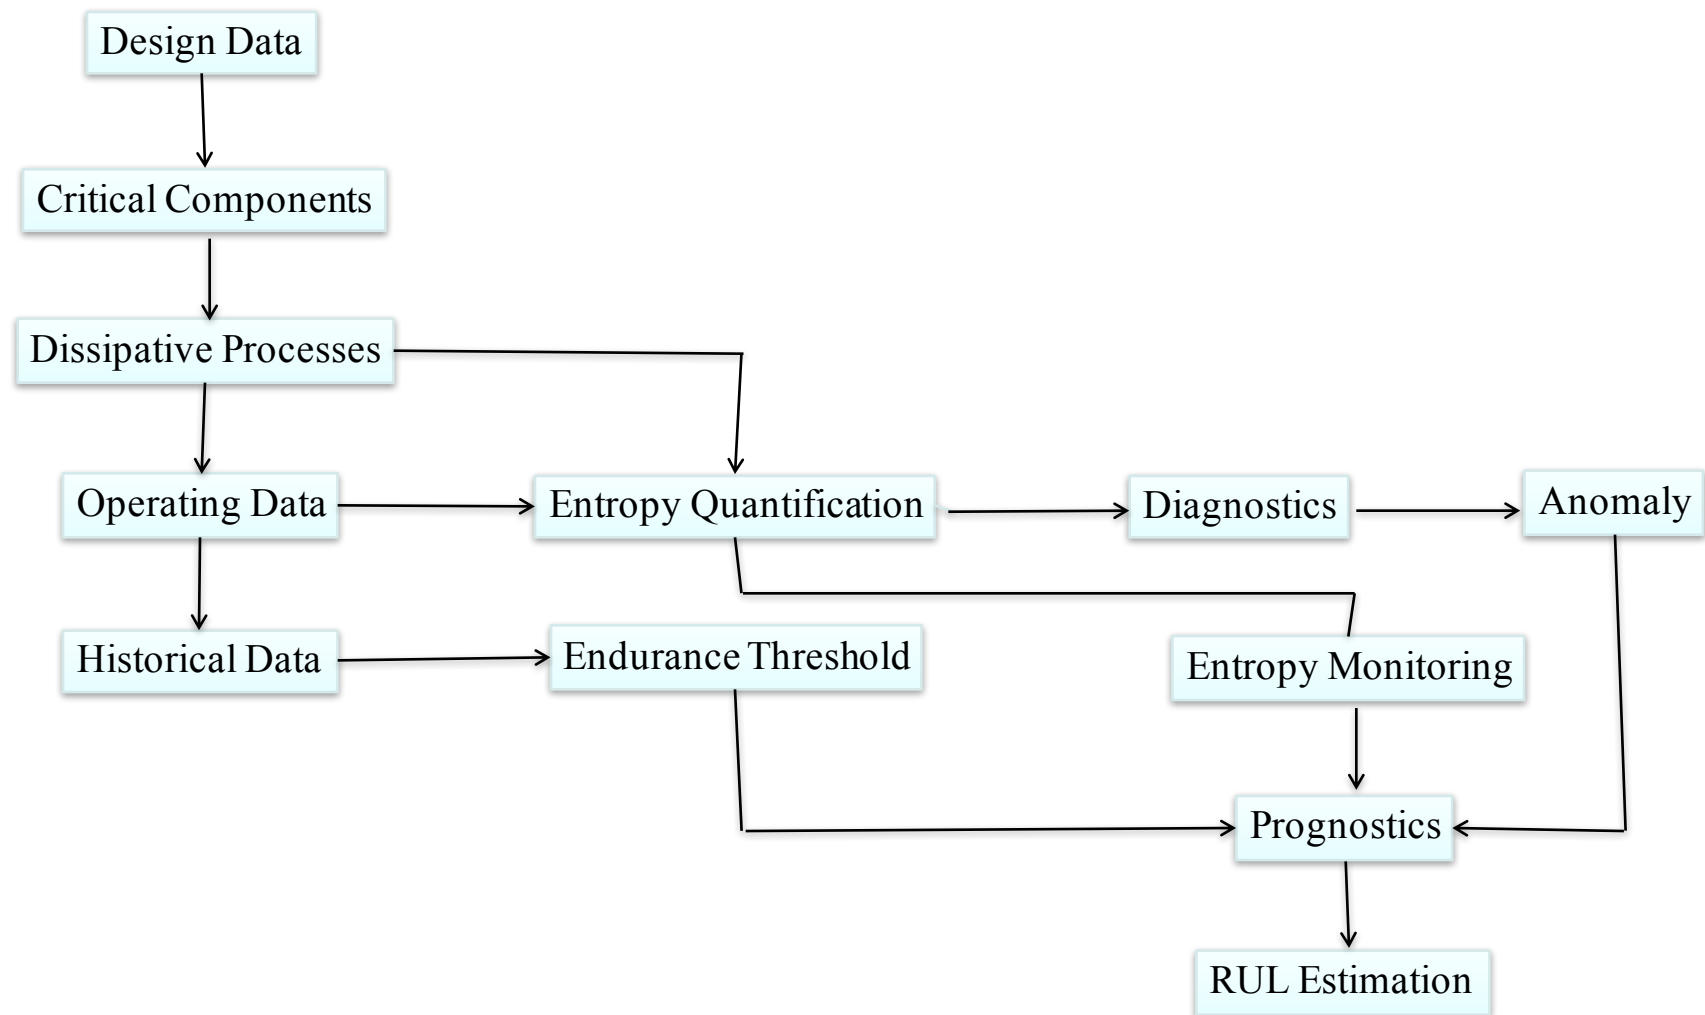 Design Data
Critical Components
Dissipative Processes
Operating Data
Entropy Quantification
Diagnostics
Anomaly
Historical Data
Endurance Threshold
Entropy Monitoring
Prognostics
RUL Estimation